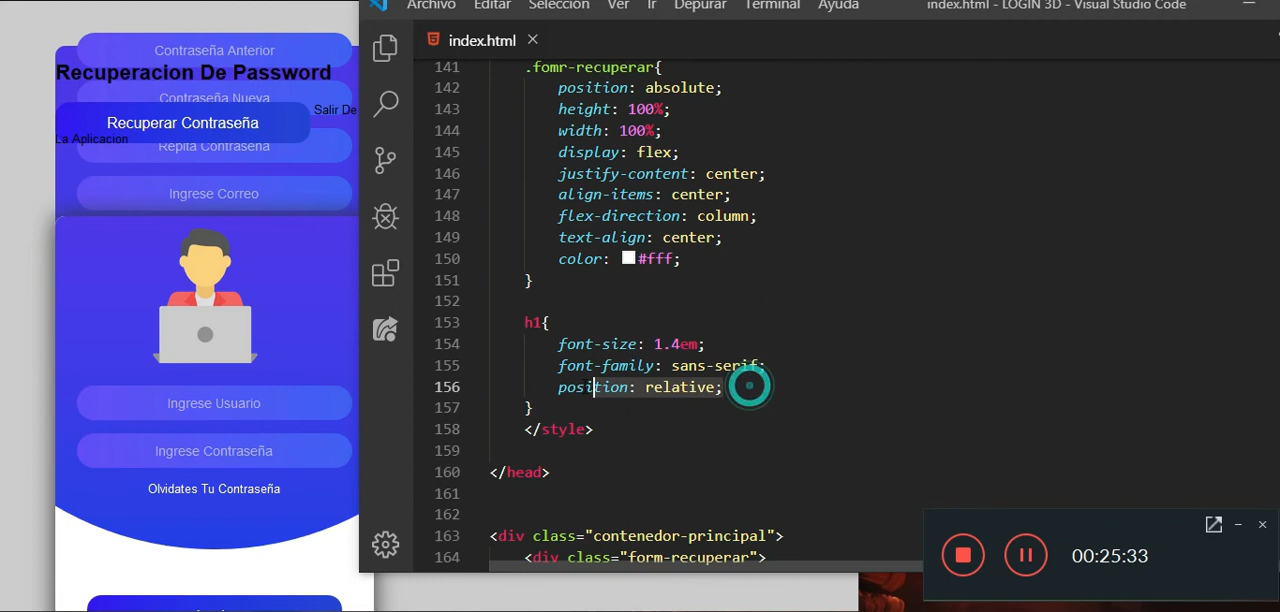 Archivo Editar Selección Ver Ir Depurar Terminal Ayuda index.html - LOGIN 3D - Visual Studio Code
index.html
Contraseña Anterior
Recuperacion De Password
Contraseña Nueva
Recuperar Contraseña
Salir De
La Aplicacion
Repita Contraseña
Ingrese Correo
Ingrese Usuario
Ingrese Contraseña
Olvidates Tu Contraseña
141 .fomr-recuperar{
142 position: absolute;
143 height: 100%;
144 width: 100%;
145 display: flex;
146 justify-content: center;
147 align-items: center;
148 flex-direction: column;
149 text-align: center;
150 color: #fff;
151 }
152
153 h1{
154 font-size: 1.4em;
155 font-family: sans-serif;
156 position: relative;
157 }
158 </style>
159
160 </head>
161
162
163 <div class="contenedor-principal">
164 <div class="form-recuperar">
00:25:33